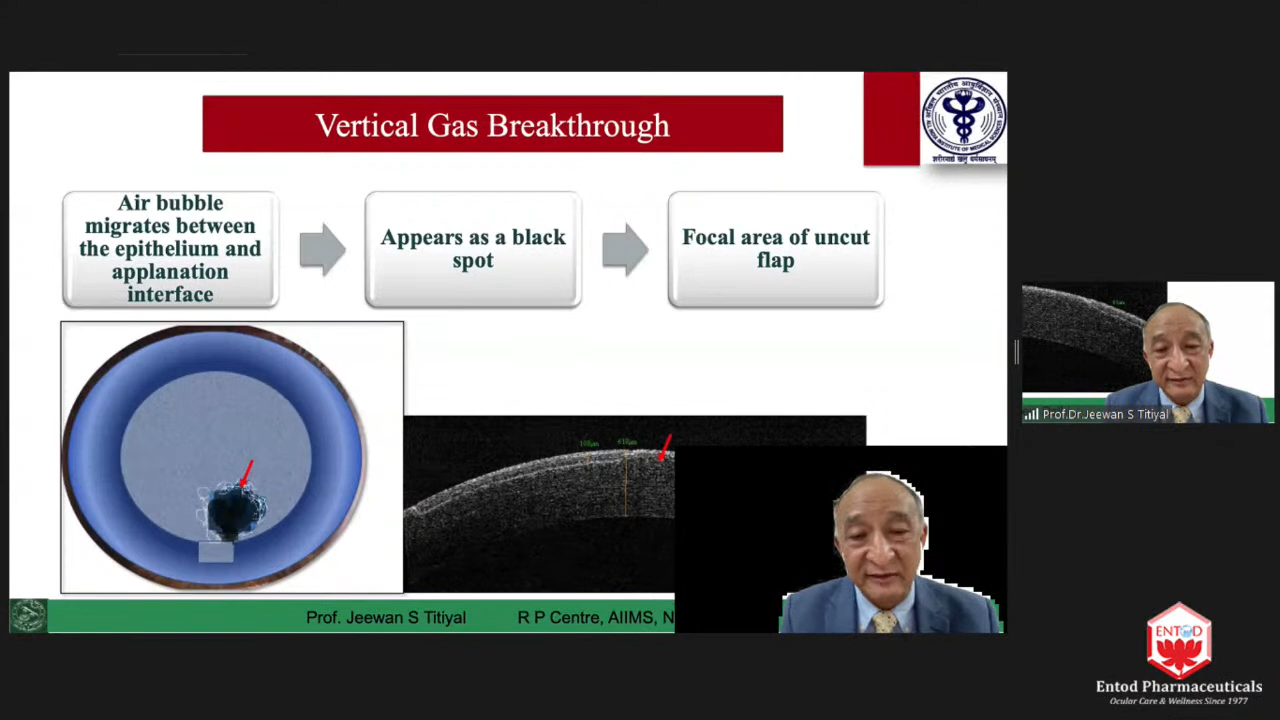 Vertical Gas Breakthrough
Air bubble
migrates between
the epithelium and
applanation
interface
Appears as a black
spot
Focal area of uncut
flap
Prof. Jeewan S Titiyal
R P Centre, AIIMS, N
Prof.Dr.Jeewan S Titiyal
ENTOD
Entod Pharmaceuticals
Ocular Care & Wellness Since 1977